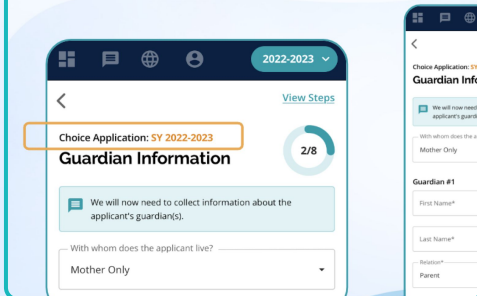 2022-2023
View Steps
Choice Application: SY 2022-2023
Guardian Information
2/8
We will now need to collect information about the
applicant's guardian(s).
With whom does the applicant live?
Mother Only
Choice Application: SY
Guardian Info
We will now need
applicant's guardi
With whom does the a
Mother Only
Guardian #1
First Name*
Last Name*
Relation*
Parent